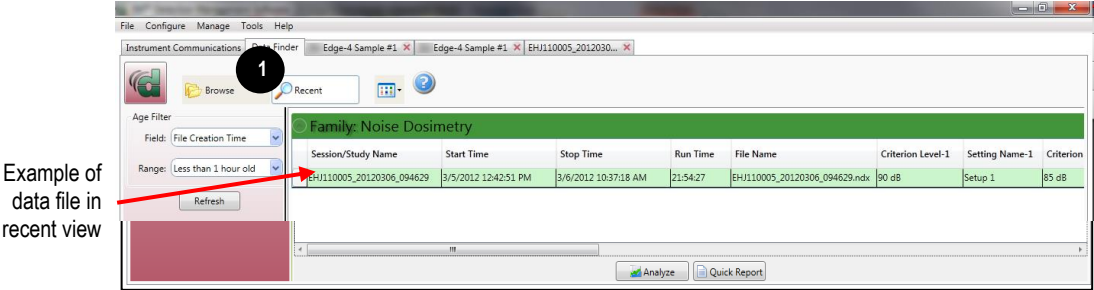 File Configure Manage Tools Help
Instrument Communications Data Finder Edge-4 Sample #1 Edge-4 Sample #1 EHJ110005_2012030...
1
Browse Recent
Age Filter
Field: File Creation Time
Range: Less than 1 hour old
Refresh
Family: Noise Dosimetry
Session/Study Name Start Time Stop Time Run Time File Name Criterion Level-1 Setting Name-1 Criterion
EHJ110005_20120306_094629 3/5/2012 12:42:51 PM 3/6/2012 10:37:18 AM 21:54:27 EHJ110005_20120306_094629.ndx 90 dB Setup 1 85 dB
Example of
data file in
recent view
Analyze Quick Report